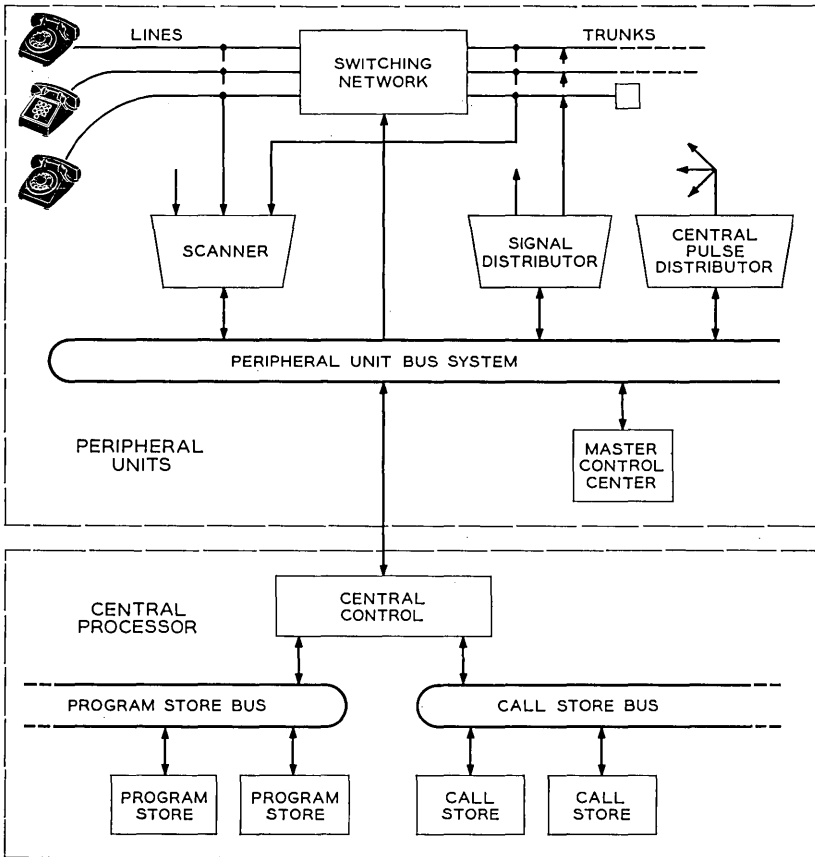 LINES
TRUNKS
SWITCHING
NETWORK
SCANNER
SIGNAL
DISTRIBUTOR
CENTRAL
PULSE
DISTRIBUTOR
PERIPHERAL UNIT BUS SYSTEM
PERIPHERAL
UNITS
MASTER
CONTROL
CENTER
CENTRAL
PROCESSOR
CENTRAL
CONTROL
PROGRAM STORE BUS
CALL STORE BUS
PROGRAM
STORE
PROGRAM
STORE
CALL
STORE
CALL
STORE